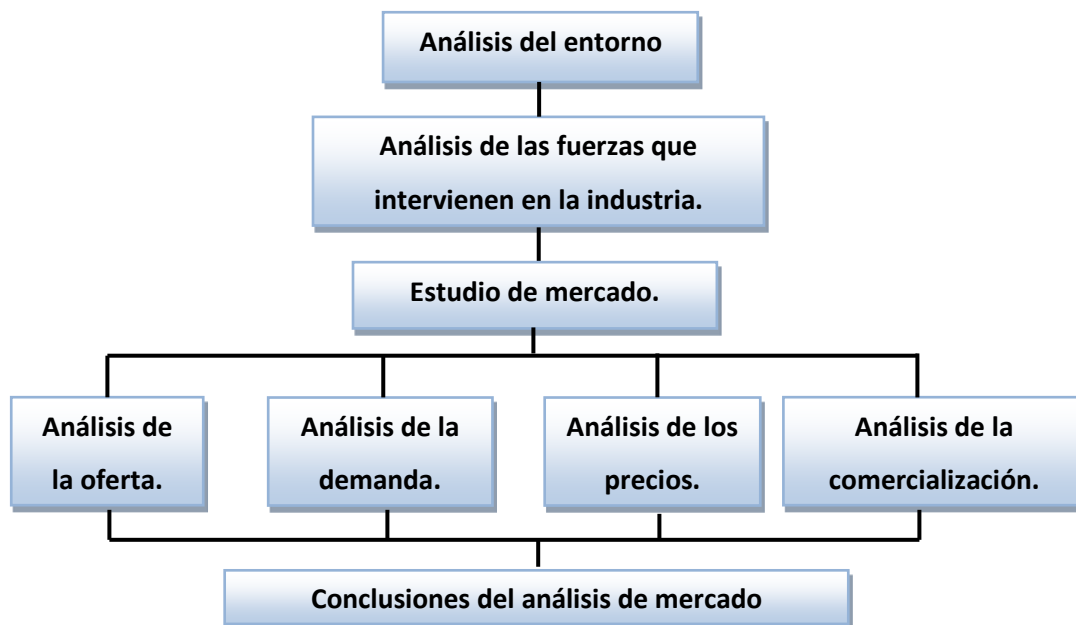 Análisis del entorno
Análisis de las fuerzas que
intervienen en la industria.
Estudio de mercado.
Análisis de
la oferta.
Análisis de la
demanda.
Análisis de los
precios.
Análisis de la
comercialización.
Conclusiones del análisis de mercado